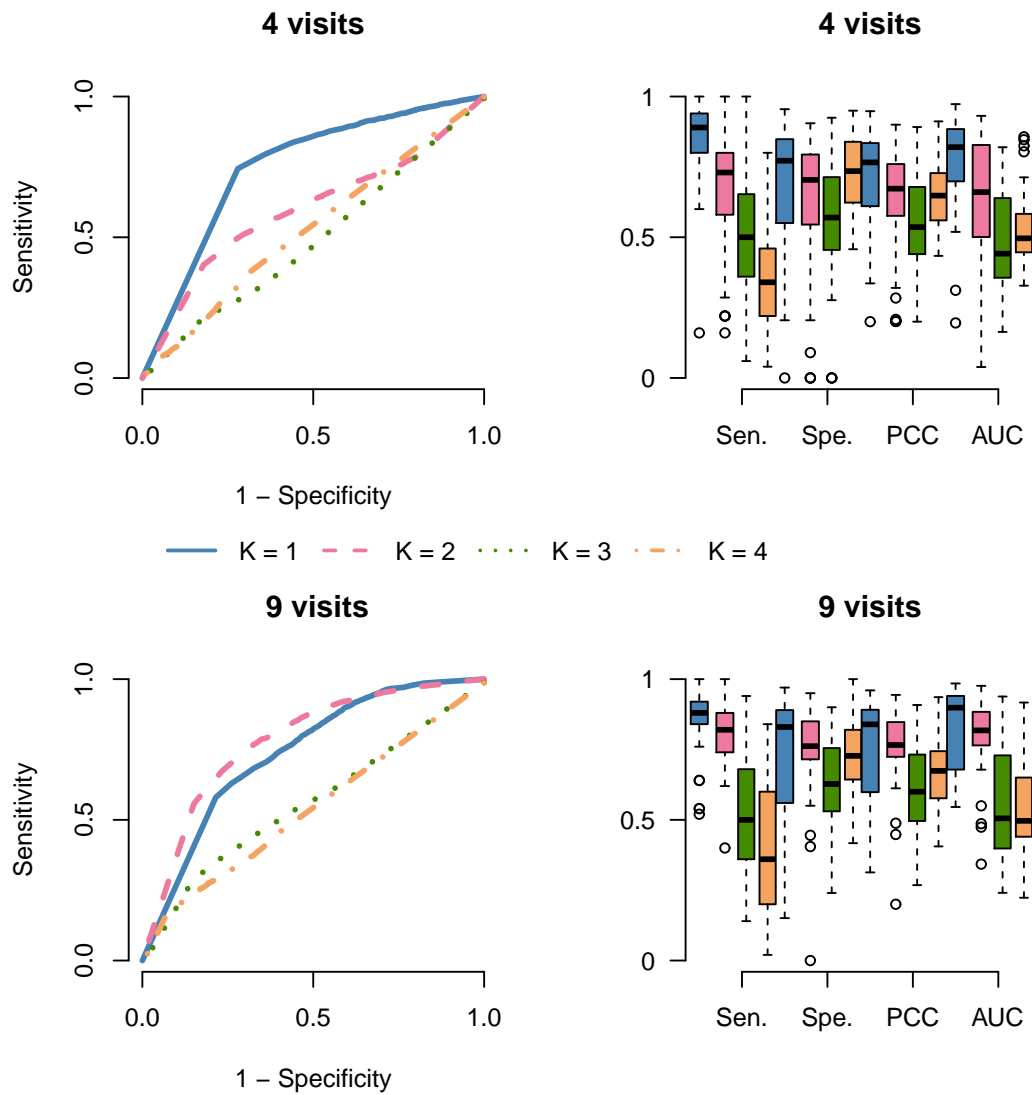 4 visits
4 visits
Sensitivity
0.0
0.5
1.0
0.0 0.5 1.0
1 − Specificity
0
0.5
1
Sen. Spe. PCC AUC
K = 1 K = 2 K = 3 K = 4
9 visits
9 visits
Sensitivity
0.0
0.5
1.0
0.0 0.5 1.0
1 − Specificity
0
0.5
1
Sen. Spe. PCC AUC